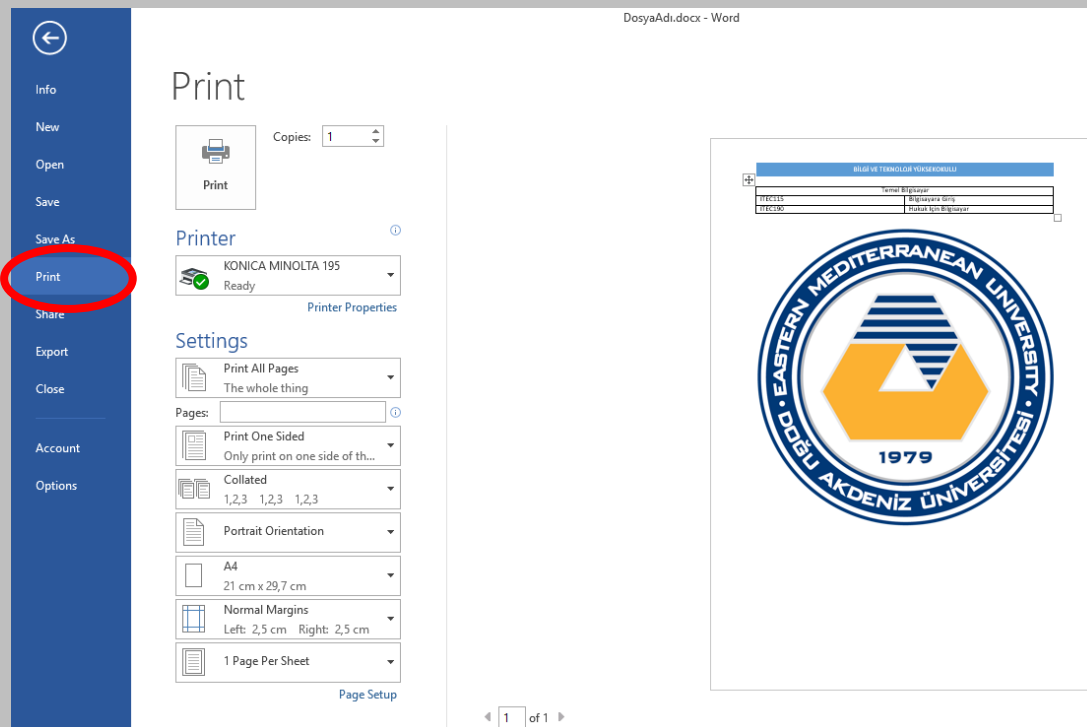 DosyaAdı.docx - Word
Info
New
Open
Save
Save As
Print
Share
Export
Close
Account
Options
Print
Print
Copies: 1
Printer
KONICA MINOLTA 195
Ready
Printer Properties
Settings
Print All Pages
The whole thing
Pages:
Print One Sided
Only print on one side of th...
Collated
1,2,3 1,2,3 1,2,3
Portrait Orientation
A4
21 cm x 29,7 cm
Normal Margins
Left: 2,5 cm Right: 2,5 cm
1 Page Per Sheet
Page Setup
BİLGİ VE TEKNOLOJİ YÜKSEKOKULU
Temel Bilgisayar
ITEC115 Bilgisayara Giriş
ITEC190 Hukuk İçin Bilgisayar
EASTERN MEDITERRANEAN UNIVERSITY
1979
DOĞU AKDENİZ ÜNİVERSİTESİ
1 of 1